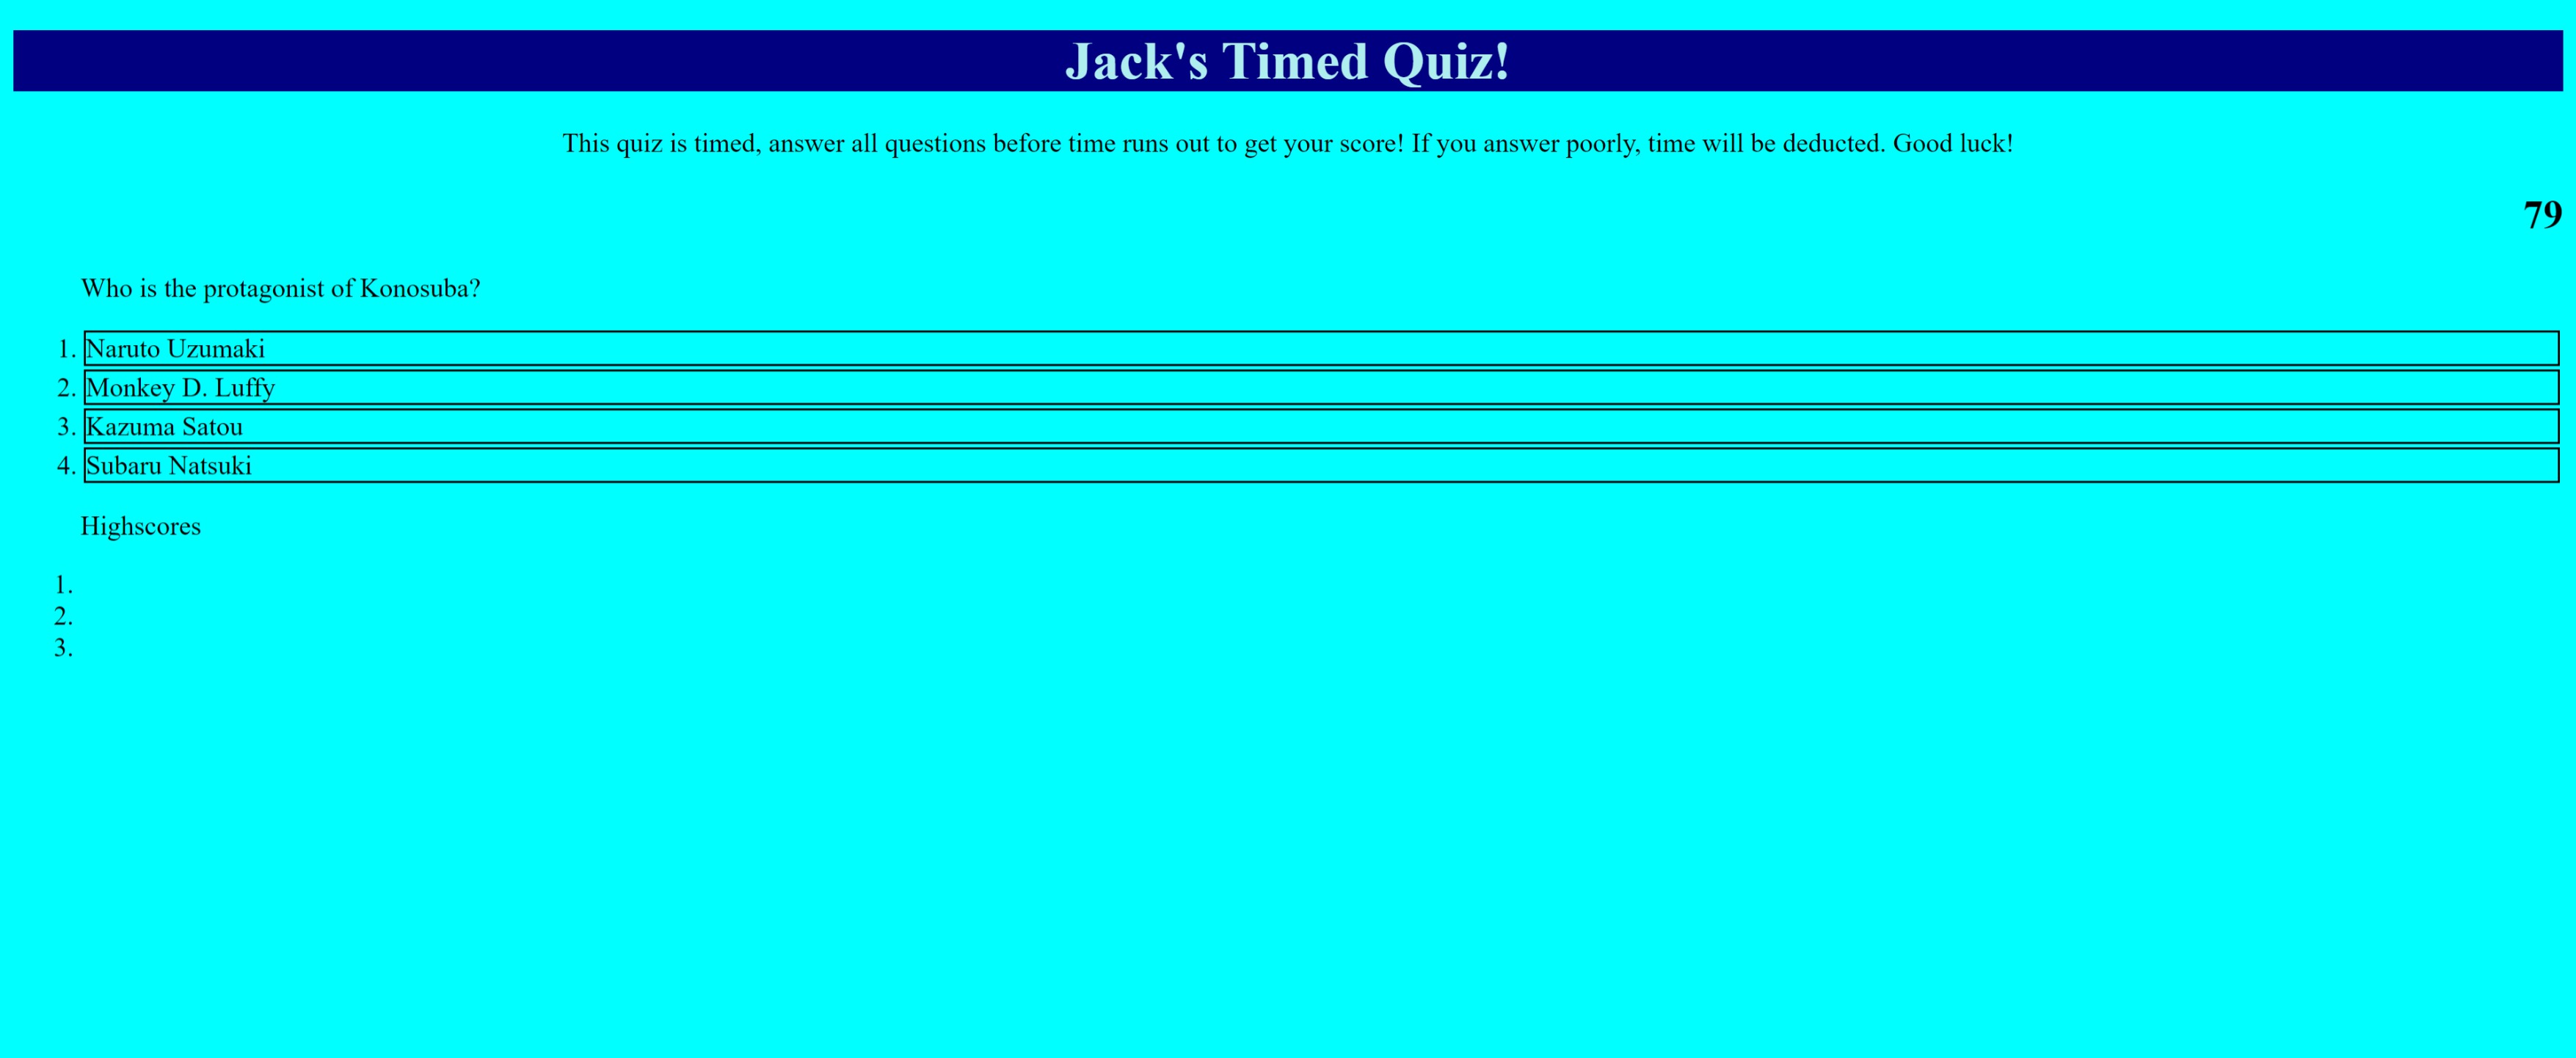 Jack's Timed Quiz!
This quiz is timed, answer all questions before time runs out to get your score! If you answer poorly, time will be deducted. Good luck!
79
Who is the protagonist of Konosuba?
1. Naruto Uzumaki
2. Monkey D. Luffy
3. Kazuma Satou
4. Subaru Natsuki
Highscores
1.
2.
3.